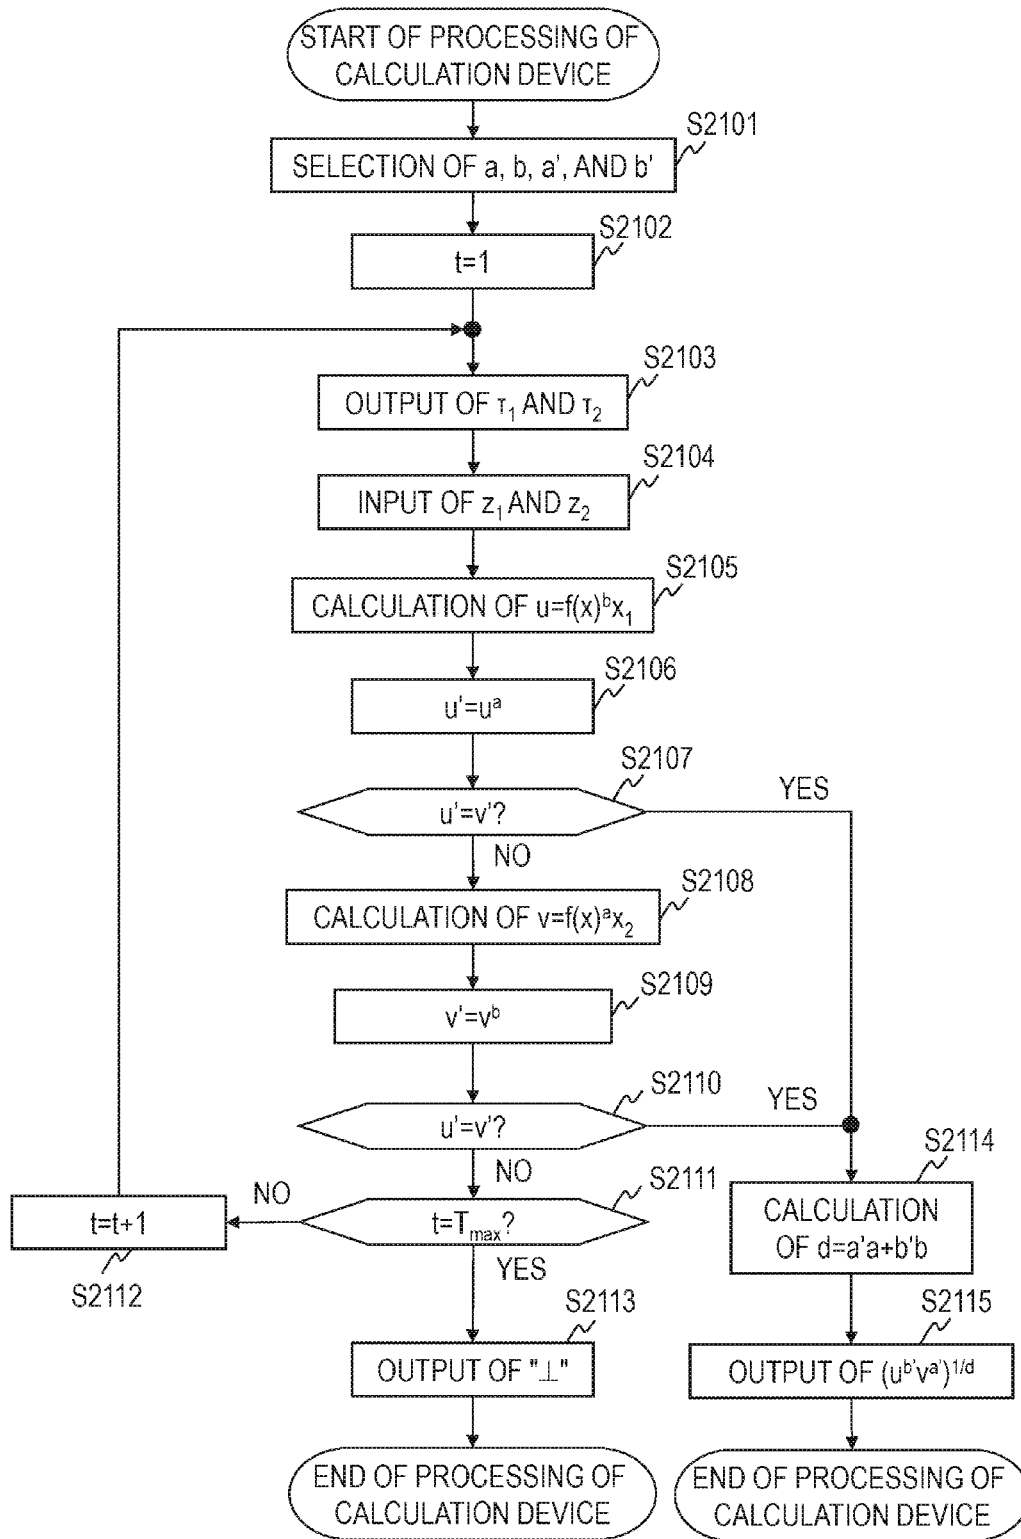 START OF PROCESSING OF
CALCULATION DEVICE
S2101
SELECTION OF a, b, a', AND b'
S2102
t=1
S2103
OUTPUT OF τ₁ AND τ₂
S2104
INPUT OF z₁ AND z₂
S2105
CALCULATION OF u=f(x)ᵇx₁
S2106
u'=uᵃ
S2107
YES
u'=v'?
NO
S2108
CALCULATION OF v=f(x)ᵃx₂
S2109
v'=vᵇ
S2110
YES
u'=v'?
NO
S2111
S2114
NO
t=t+1
t=Tₘₐₓ?
CALCULATION
OF d=a'a+b'b
S2112
YES
S2113
S2115
OUTPUT OF "⊥"
OUTPUT OF (uᵇ'vᵃ')¹/ᵈ
END OF PROCESSING OF
CALCULATION DEVICE
END OF PROCESSING OF
CALCULATION DEVICE